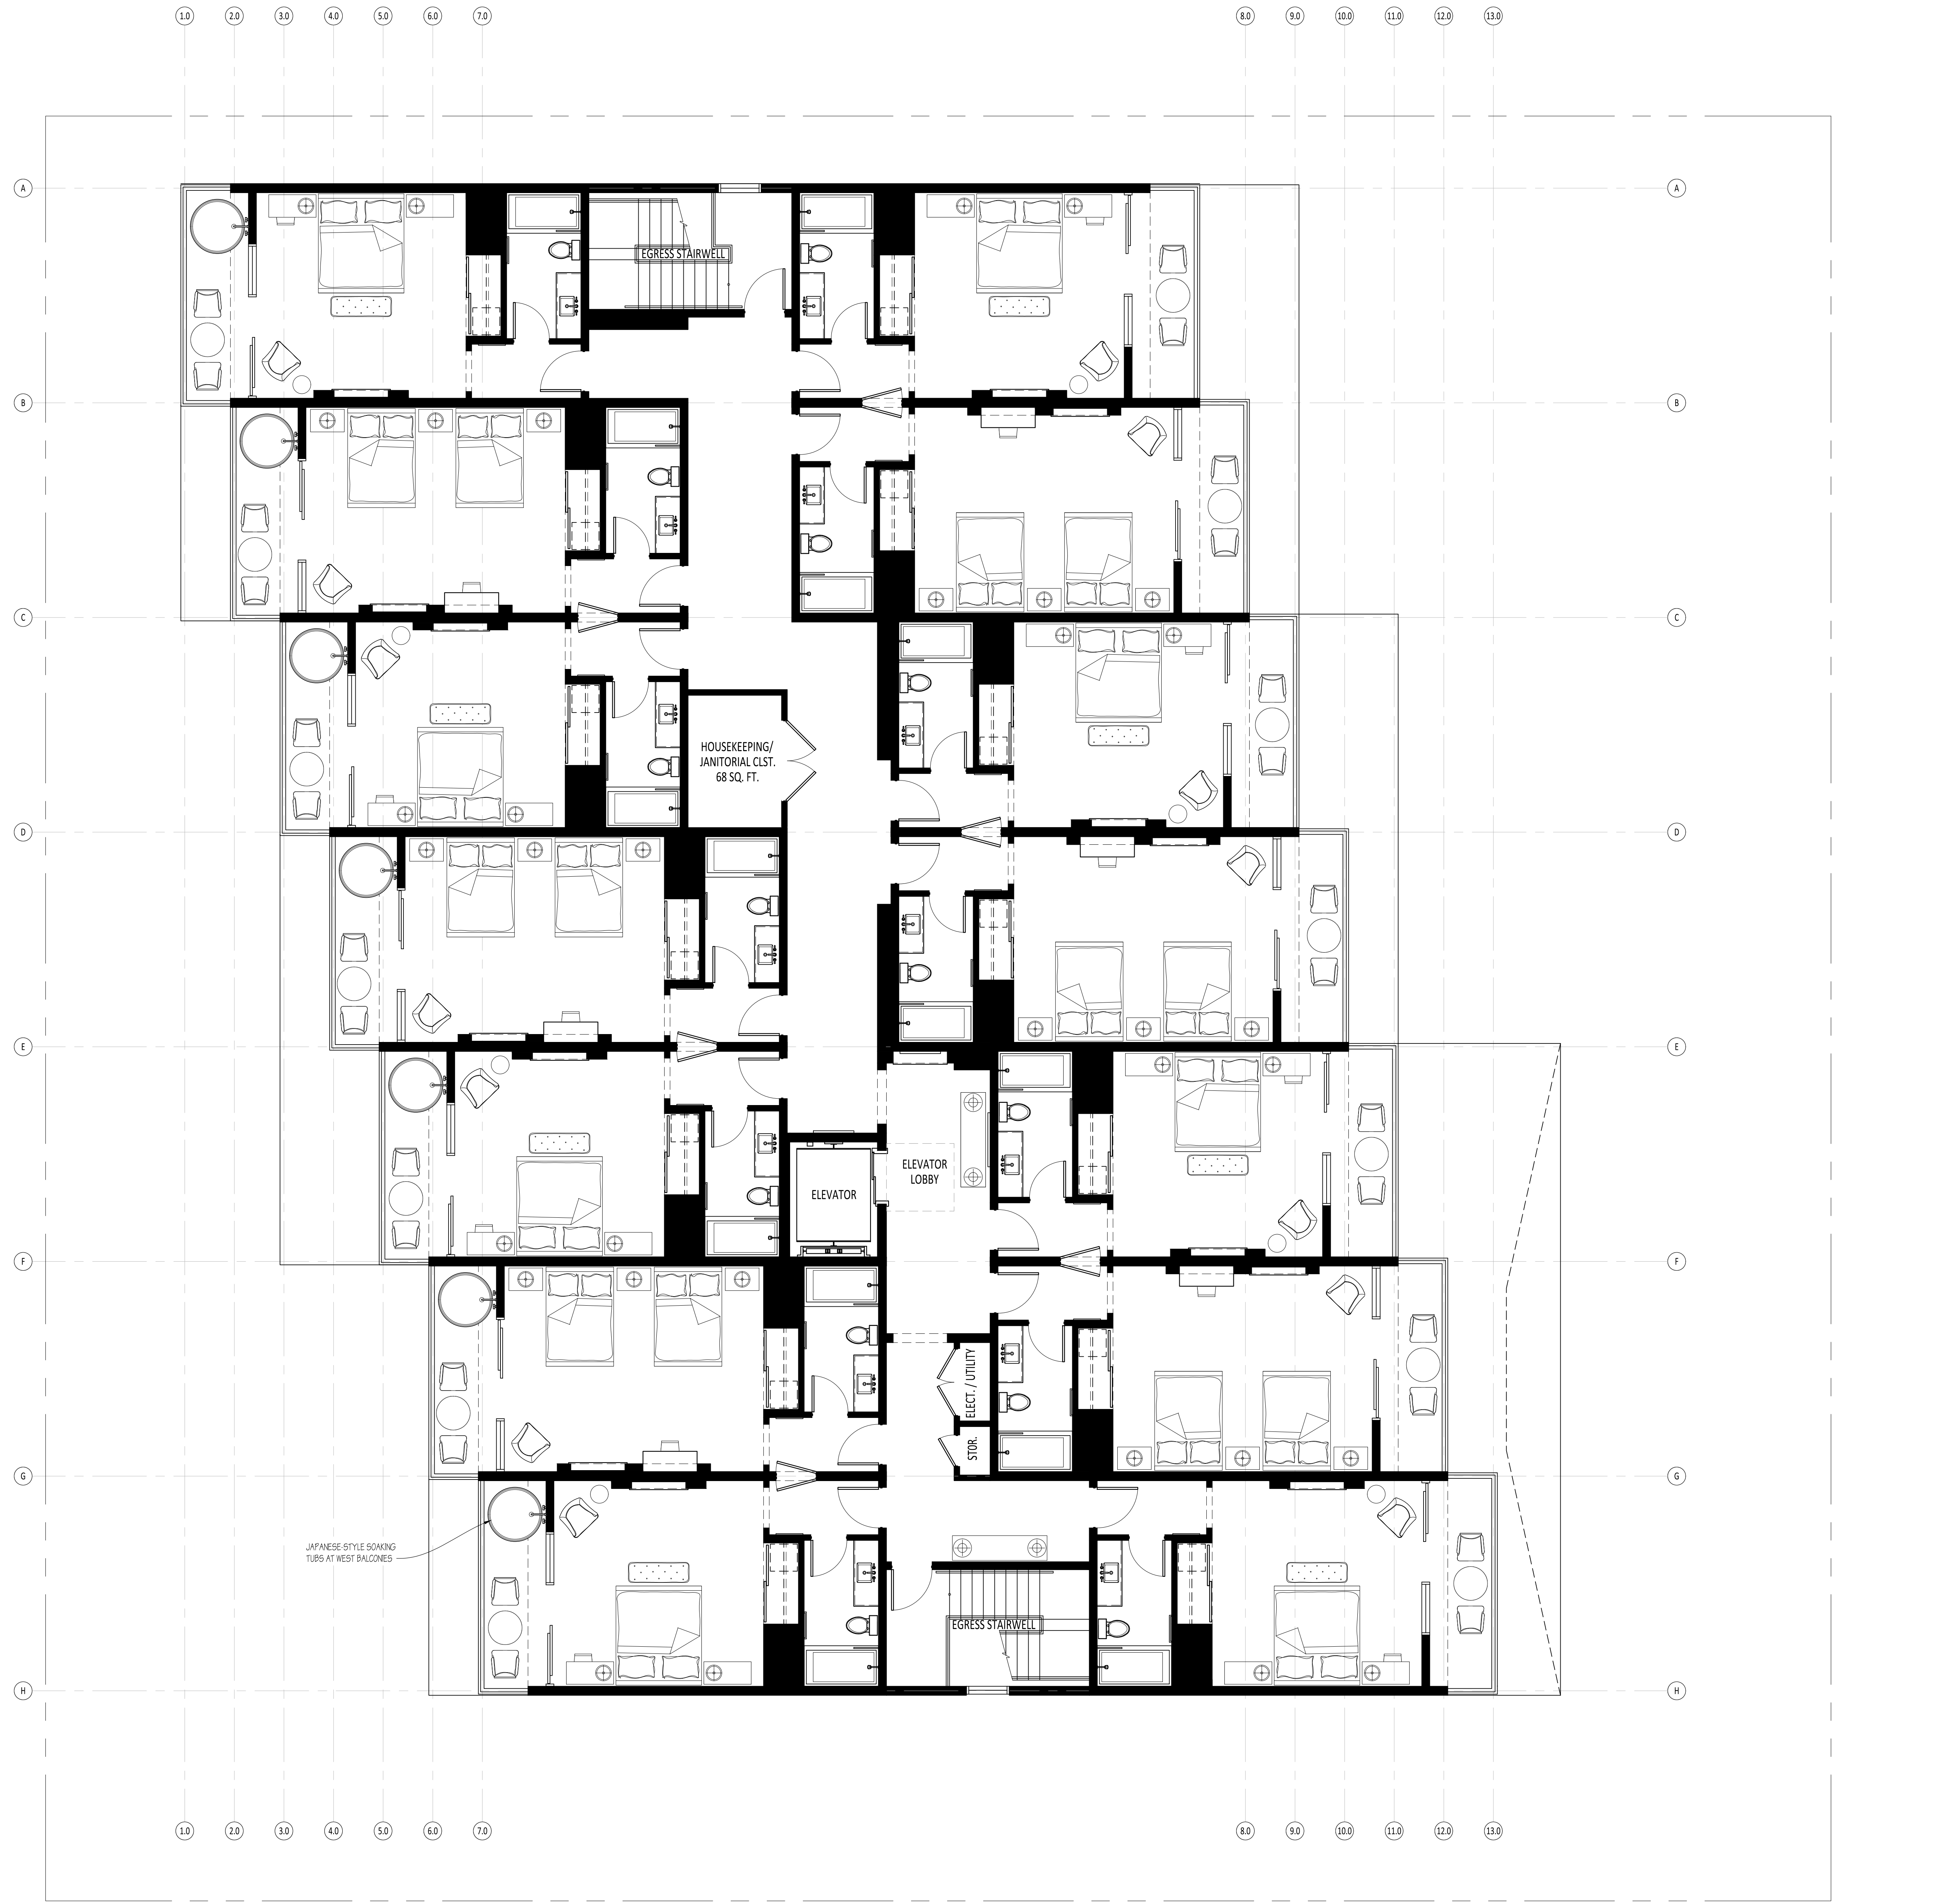 1.0 2.0 3.0 4.0 5.0 6.0 7.0 8.0 9.0 10.0 11.0 12.0 13.0
A A
EGRESS STAIRWELL
B B
C C
HOUSEKEEPING/
JANITORIAL CLST.
68 SQ. FT.
D D
E E
ELEVATOR
LOBBY
ELEVATOR
F F
ELECT. / UTILITY
STOR.
G G
JAPANESE-STYLE SOAKING
TUBS AT WEST BALCONIES
EGRESS STAIRWELL
H H
1.0 2.0 3.0 4.0 5.0 6.0 7.0 8.0 9.0 10.0 11.0 12.0 13.0